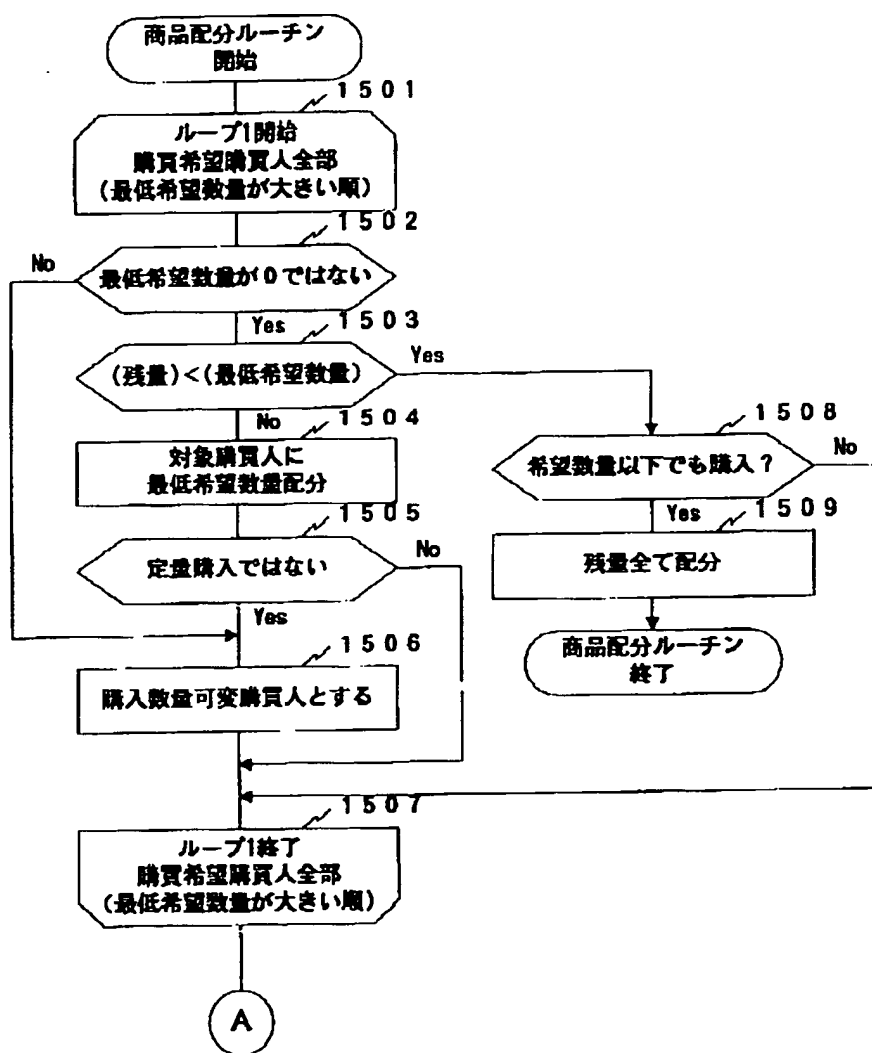 商品配分ルーチン
開始
1501
ループ1開始
購買希望購買人全部
(最低希望数量が大きい順)
1502
No
最低希望数量が0ではない
Yes
1503
(残量)<(最低希望数量)
Yes
No
1504
対象購買人に
最低希望数量配分
1505
定量購入ではない
No
Yes
1506
購入数量可変購買人とする
1507
ループ1終了
購買希望購買人全部
(最低希望数量が大きい順)
A
1508
希望数量以下でも購入?
No
Yes
1509
残量全て配分
商品配分ルーチン
終了